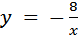 y = −8/x